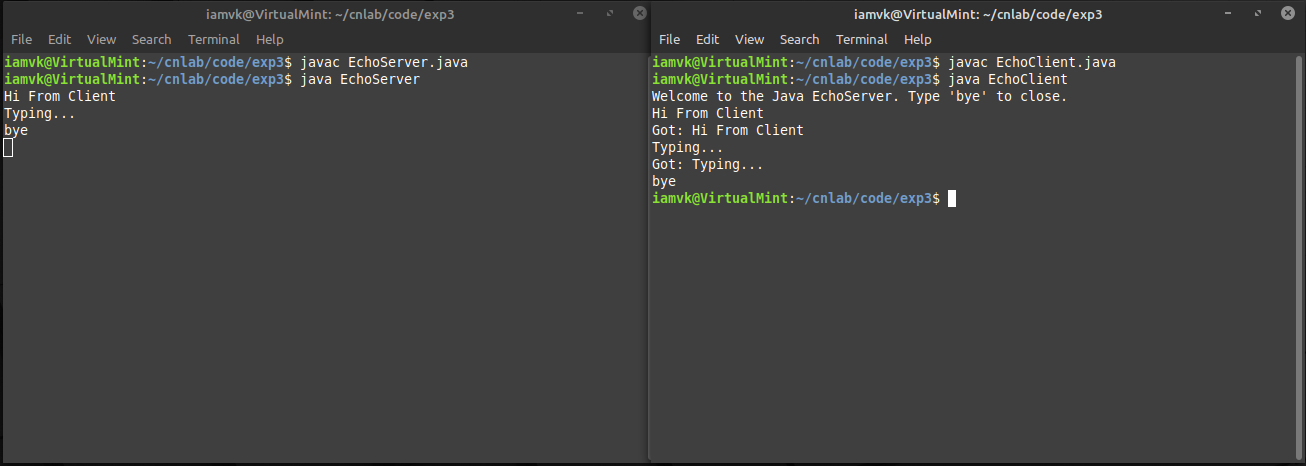 iamvk@VirtualMint: ~/cnlab/code/exp3
File Edit View Search Terminal Help
iamvk@VirtualMint:~/cnlab/code/exp3$ javac EchoServer.java
iamvk@VirtualMint:~/cnlab/code/exp3$ java EchoServer
Hi From Client
Typing...
bye
iamvk@VirtualMint: ~/cnlab/code/exp3
File Edit View Search Terminal Help
iamvk@VirtualMint:~/cnlab/code/exp3$ javac EchoClient.java
iamvk@VirtualMint:~/cnlab/code/exp3$ java EchoClient
Welcome to the Java EchoServer. Type 'bye' to close.
Hi From Client
Got: Hi From Client
Typing...
Got: Typing...
bye
iamvk@VirtualMint:~/cnlab/code/exp3$